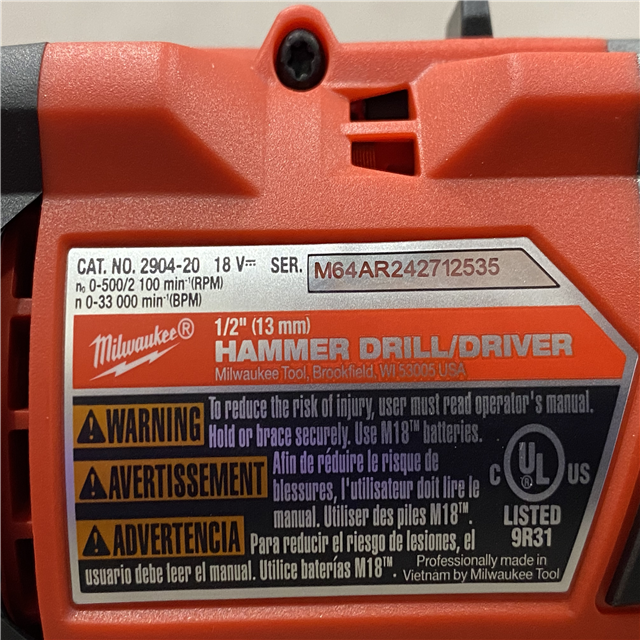 CAT. NO. 2904-20 18 V⎓ SER. M64AR242712535
n₀ 0-500/2 100 min⁻¹(RPM)
n 0-33 000 min⁻¹(BPM)
Milwaukee®
1/2" (13 mm)
HAMMER DRILL/DRIVER
Milwaukee Tool, Brookfield, WI 53005 USA
⚠WARNING To reduce the risk of injury, user must read operator's manual.
Hold or brace securely. Use M18™ batteries.
⚠AVERTISSEMENT Afin de réduire le risque de
blessures, l'utilisateur doit lire le
manual. Utiliser des piles M18™.
⚠ADVERTENCIA Para reducir el riesgo de lesiones, el
usuario debe leer el manual. Utilice baterías M18™.
C UL® US
LISTED
9R31
Professionally made in
Vietnam by Milwaukee Tool